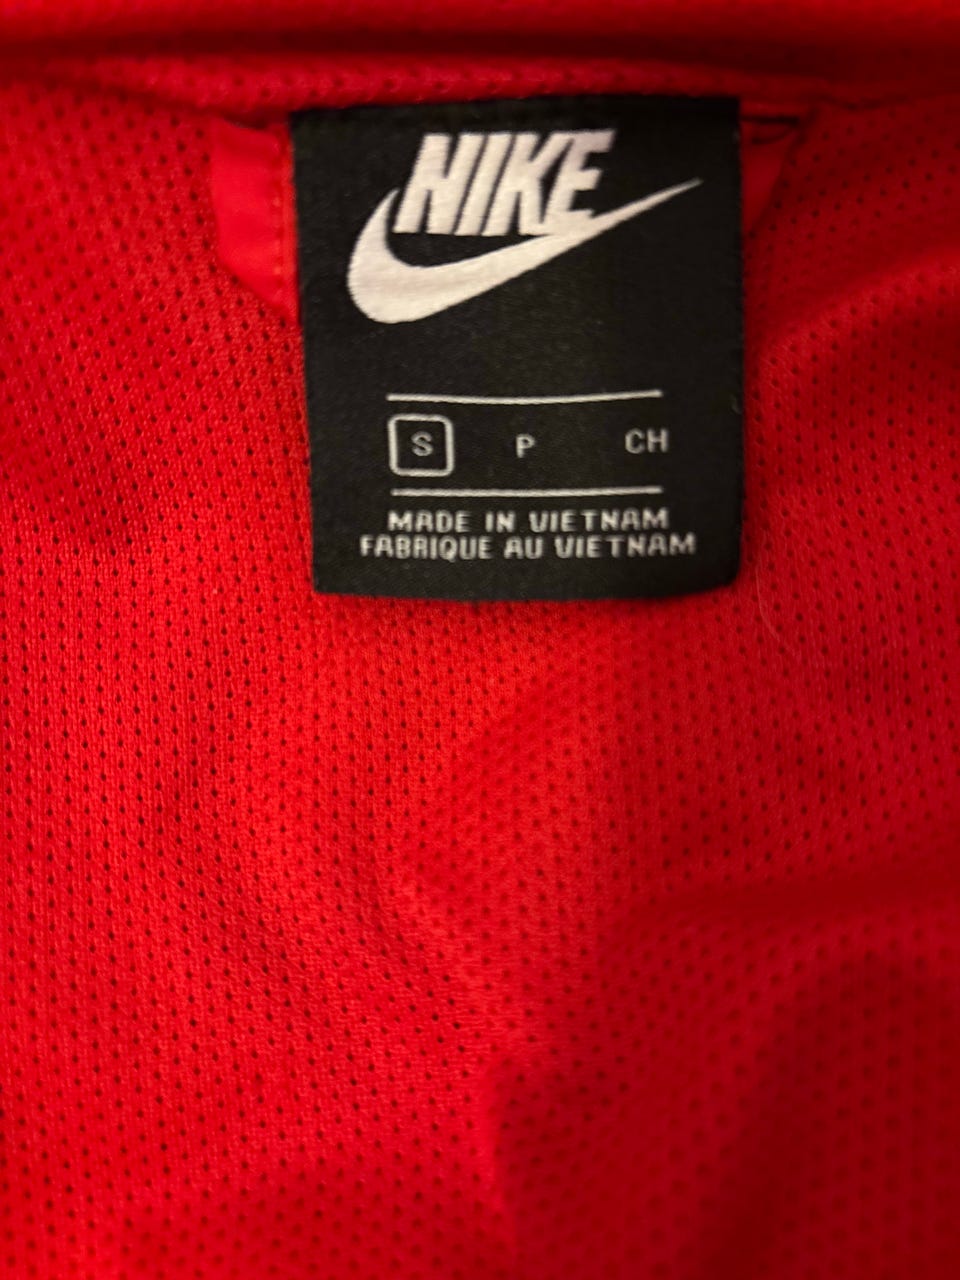 NIKE
S P CH
MADE IN VIETNAM
FABRIQUE AU VIETNAM